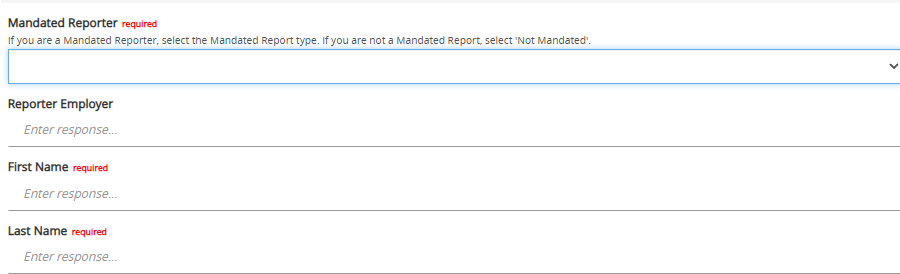 Mandated Reporter required
If you are a Mandated Reporter, select the Mandated Report type. If you are not a Mandated Report, select 'Not Mandated'.
Reporter Employer
Enter response...
First Name required
Enter response...
Last Name required
Enter response...